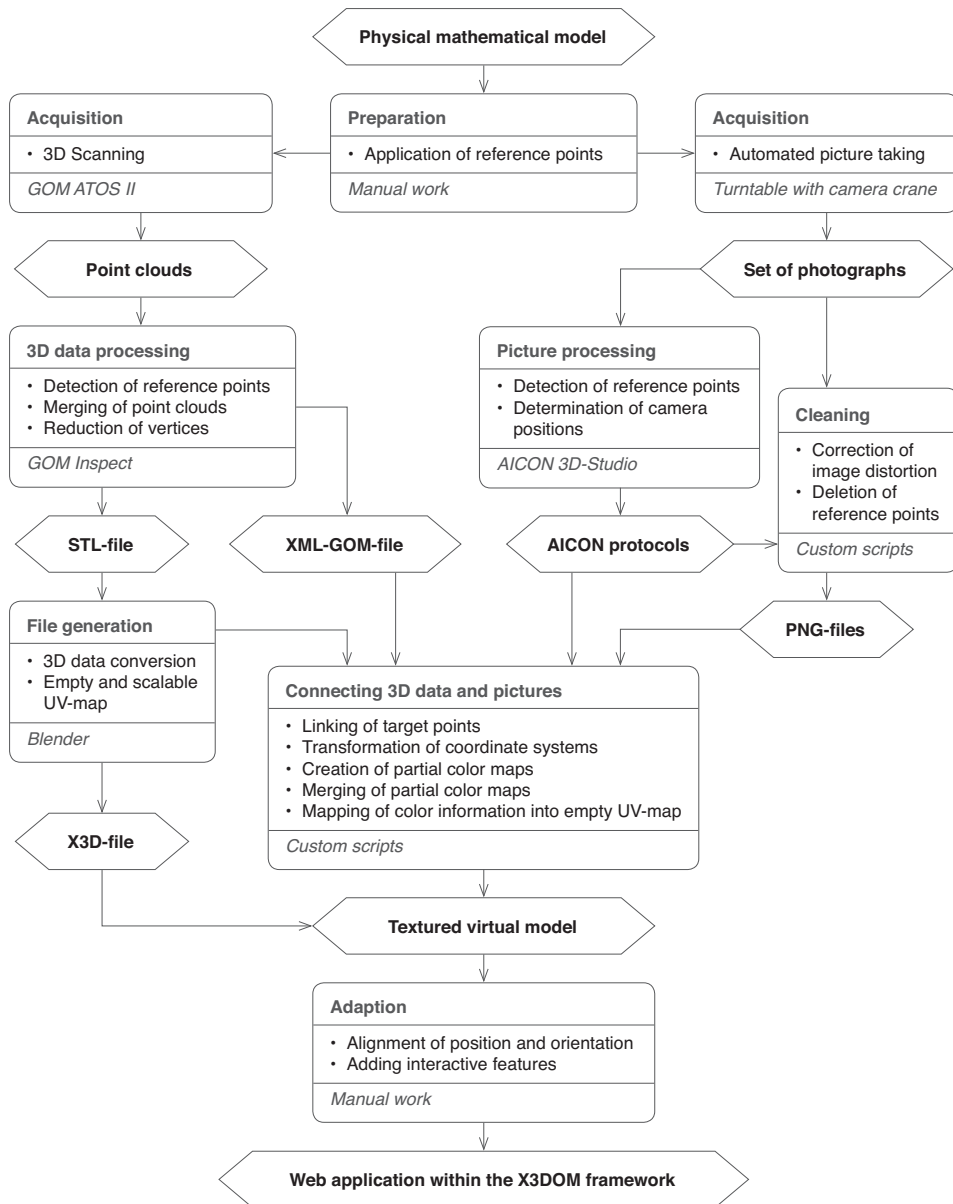 Physical mathematical model
Acquisition
• 3D Scanning
GOM ATOS II
Preparation
• Application of reference points
Manual work
Acquisition
• Automated picture taking
Turntable with camera crane
Point clouds
Set of photographs
3D data processing
• Detection of reference points
• Merging of point clouds
• Reduction of vertices
GOM Inspect
Picture processing
• Detection of reference points
• Determination of camera
positions
AICON 3D-Studio
Cleaning
• Correction of
image distortion
• Deletion of
reference points
Custom scripts
STL-file
XML-GOM-file
AICON protocols
PNG-files
File generation
• 3D data conversion
• Empty and scalable
UV-map
Blender
Connecting 3D data and pictures
• Linking of target points
• Transformation of coordinate systems
• Creation of partial color maps
• Merging of partial color maps
• Mapping of color information into empty UV-map
Custom scripts
X3D-file
Textured virtual model
Adaption
• Alignment of position and orientation
• Adding interactive features
Manual work
Web application within the X3DOM framework